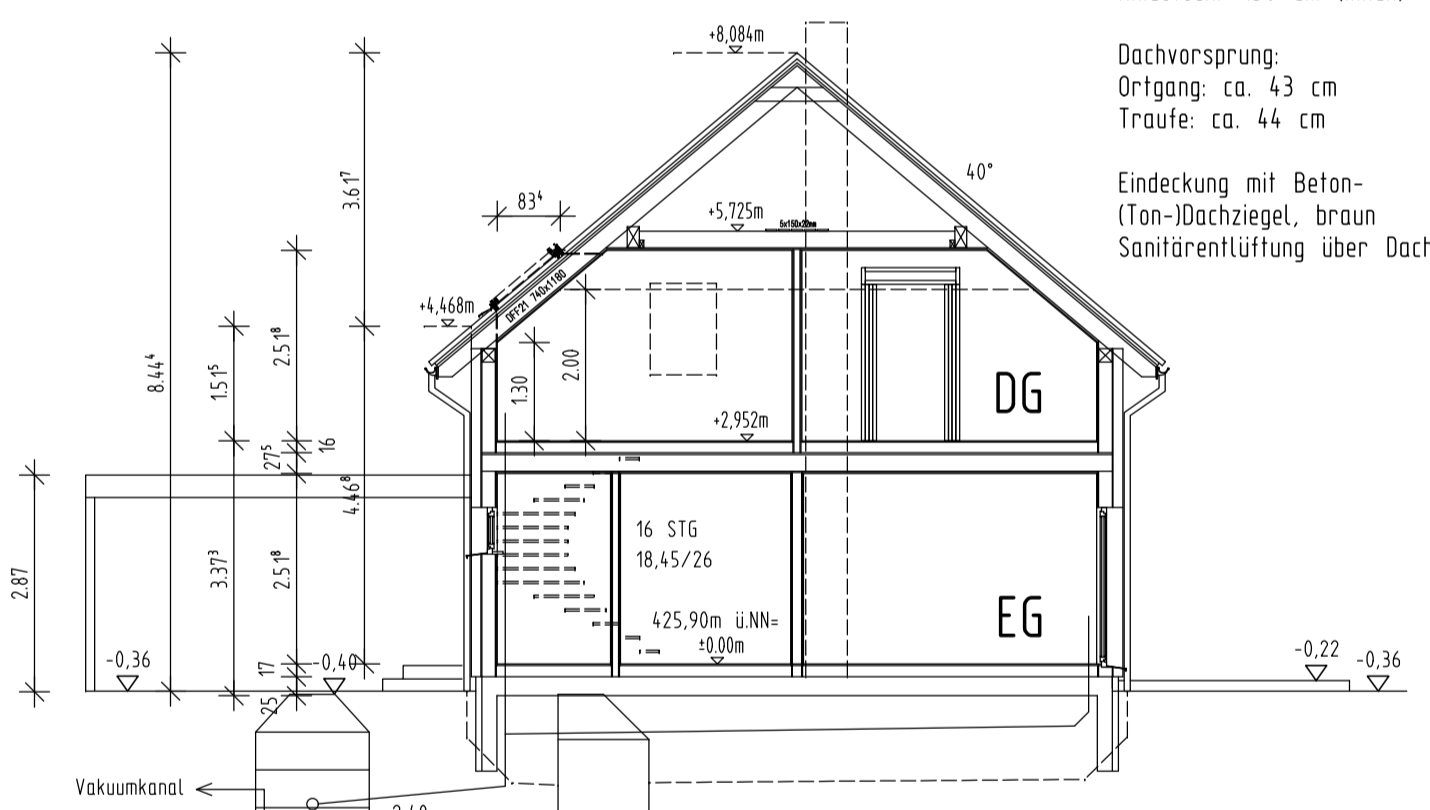 Dachvorsprung:
Ortgang: ca. 43 cm
Traufe: ca. 44 cm
Eindeckung mit Beton-
(Ton-)Dachziegel, braun
Sanitärentlüftung über Dach
+8,084m
40°
83⁴
+5,725m
5x150x22mm
DFF21 740x1180
+4,468m
3.61⁷
8.44⁴
1.51⁵
2.51⁸
1.30
2.00
DG
+2,952m
27⁵
16
4.46⁸
16 STG
18,45/26
2.87
3.37³
2.51⁸
425,90m ü.NN=
±0.00m
EG
-0,36
17
-0,40
25
-0,22
-0,36
Vakuumkanal